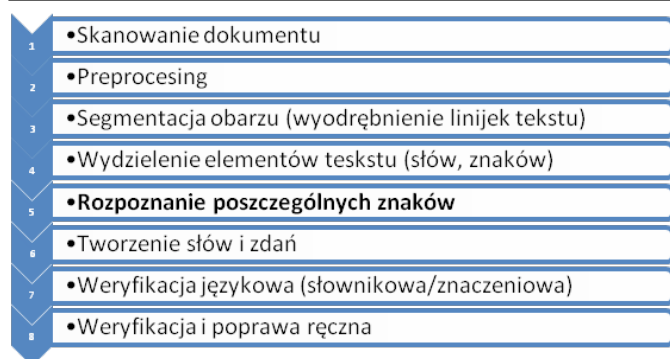 1 •Skanowanie dokumentu
2 •Preprocesing
3 •Segmentacja obarzu (wyodrębnienie linijek tekstu)
4 •Wydzielenie elementów teskstu (słów, znaków)
5 •Rozpoznanie poszczególnych znaków
6 •Tworzenie słów i zdań
7 •Weryfikacja językowa (słownikowa/znaczeniowa)
8 •Weryfikacja i poprawa ręczna